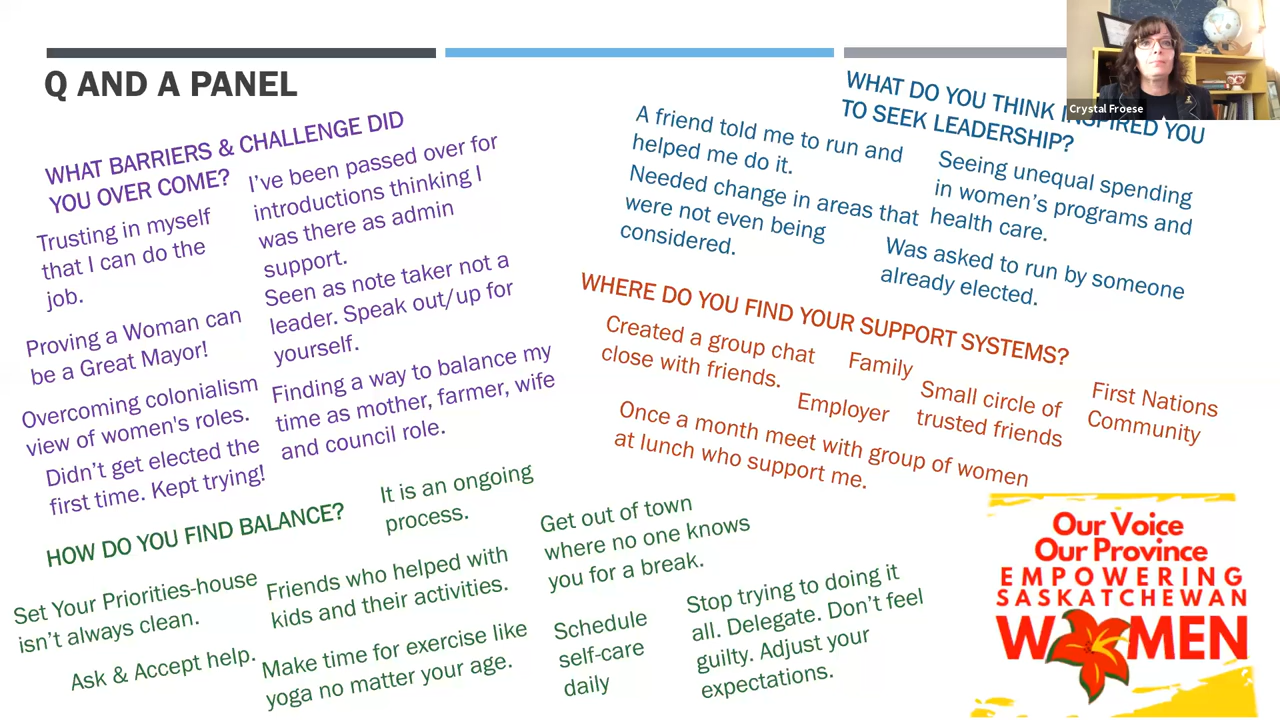 Q AND A PANEL
WHAT BARRIERS & CHALLENGE DID
YOU OVER COME?
Trusting in myself
that I can do the
job.
I've been passed over for
introductions thinking I
was there as admin
support.
Seen as note taker not a
leader. Speak out/up for
yourself.
Proving a Woman can
be a Great Mayor!
Overcoming colonialism
view of women's roles.
Finding a way to balance my
time as mother, farmer, wife
and council role.
Didn't get elected the
first time. Kept trying!
HOW DO YOU FIND BALANCE?
It is an ongoing
process.
Get out of town
where no one knows
you for a break.
Set Your Priorities-house
isn't always clean.
Friends who helped with
kids and their activities.
Ask & Accept help.
Make time for exercise like
yoga no matter your age.
Schedule
self-care
daily
Stop trying to doing it
all. Delegate. Don't feel
guilty. Adjust your
expectations.
WHAT DO YOU THINK INSPIRED YOU
TO SEEK LEADERSHIP?
A friend told me to run and
helped me do it.
Needed change in areas that
were not even being
considered.
Seeing unequal spending
in women's programs and
health care.
Was asked to run by someone
already elected.
WHERE DO YOU FIND YOUR SUPPORT SYSTEMS?
Created a group chat
close with friends.
Family
Employer
Small circle of
trusted friends
First Nations
Community
Once a month meet with group of women
at lunch who support me.
Crystal Froese
Our Voice
Our Province
EMPOWERING
SASKATCHEWAN
WOMEN